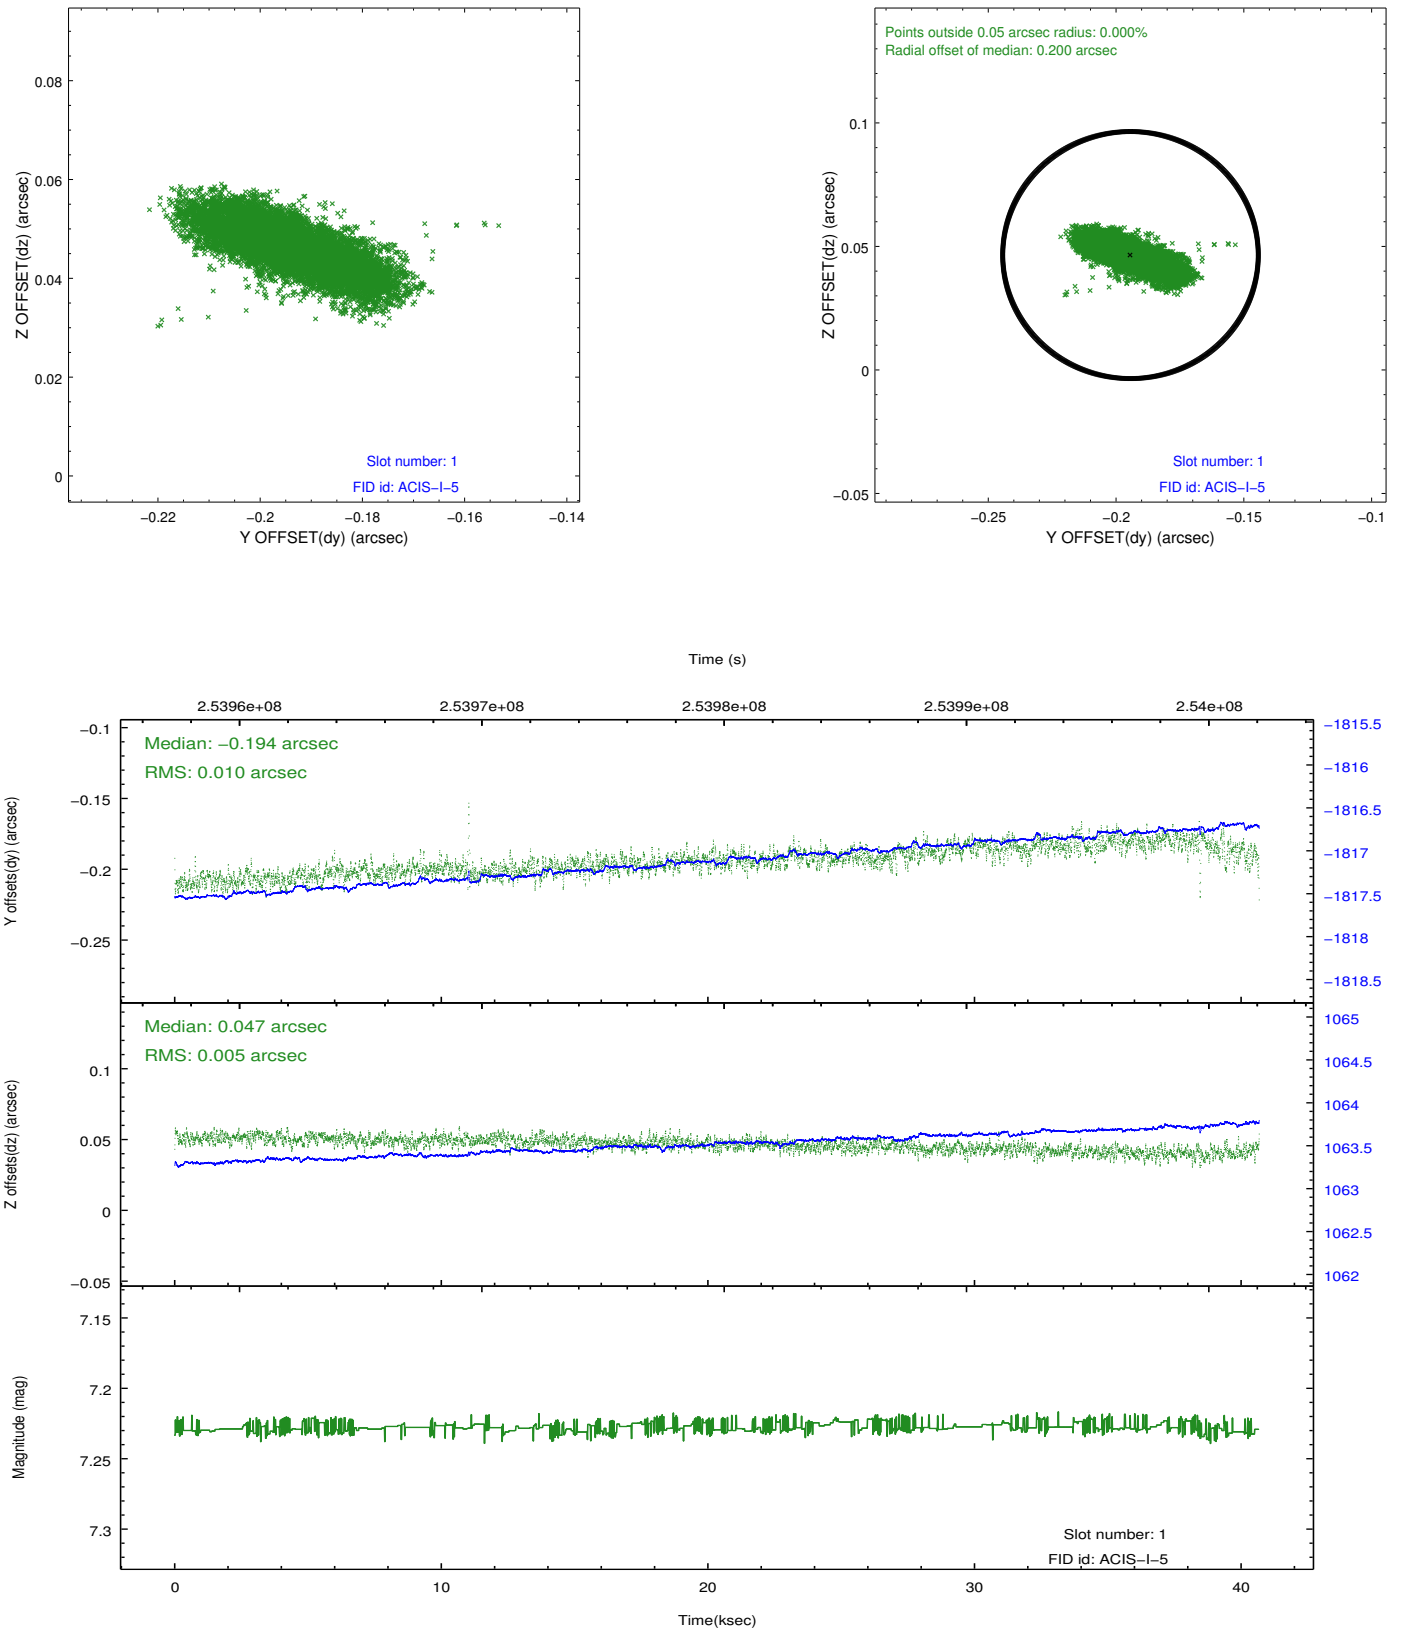 0.08
0.06
0.04
0.02
0
Z OFFSET(dz) (arcsec)
Slot number: 1
FID id: ACIS−I−5
−0.22 −0.2 −0.18 −0.16 −0.14
Y OFFSET(dy) (arcsec)
Points outside 0.05 arcsec radius: 0.000%
Radial offset of median: 0.200 arcsec
0.1
0.05
0
−0.05
Z OFFSET(dz) (arcsec)
Slot number: 1
FID id: ACIS−I−5
−0.25 −0.2 −0.15 −0.1
Y OFFSET(dy) (arcsec)
Time (s)
2.5396e+08 2.5397e+08 2.5398e+08 2.5399e+08 2.54e+08
Median: −0.194 arcsec
RMS: 0.010 arcsec
−0.1
−0.15
−0.2
−0.25
Y offsets(dy) (arcsec)
−1815.5
−1816
−1816.5
−1817
−1817.5
−1818
−1818.5
Median: 0.047 arcsec
RMS: 0.005 arcsec
0.1
0.05
0
−0.05
Z offsets(dz) (arcsec)
1065
1064.5
1064
1063.5
1063
1062.5
1062
7.15
7.2
7.25
7.3
Magnitude (mag)
Slot number: 1
FID id: ACIS−I−5
0 10 20 30 40
Time(ksec)